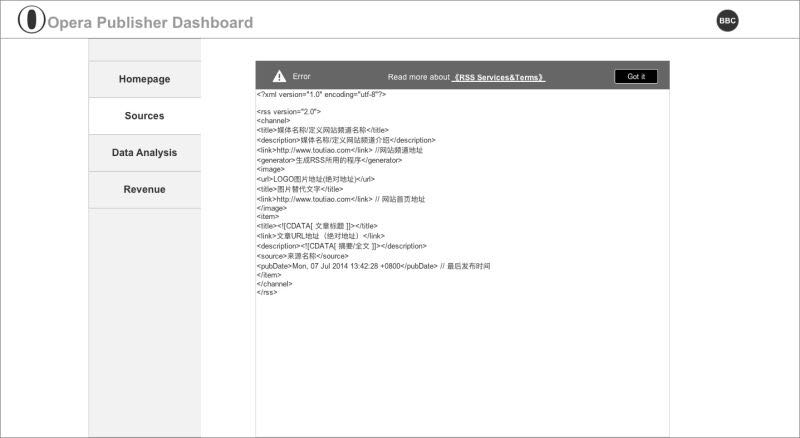 Opera Publisher Dashboard
BBC
Homepage
Sources
Data Analysis
Revenue
Error
Read more about 《RSS Services&Terms》
Got it
<?xml version="1.0" encoding="utf-8"?>
<rss version="2.0">
<channel>
<title>媒体名称/定义网站频道名称</title>
<description>媒体名称/定义网站频道介绍</description>
<link>http://www.toutiao.com</link> //网站频道地址
<generator>生成RSS所用的程序</generator>
<image>
<url>LOGO图片地址(绝对地址)</url>
<title>图片替代文字</title>
<link>http://www.toutiao.com</link> // 网站首页地址
</image>
<item>
<title><![CDATA[ 文章标题 ]]></title>
<link>文章URL地址（绝对地址）</link>
<description><![CDATA[ 摘要/全文 ]]></description>
<source>来源名称</source>
<pubDate>Mon, 07 Jul 2014 13:42:28 +0800</pubDate> // 最后发布时间
</item>
</channel>
</rss>